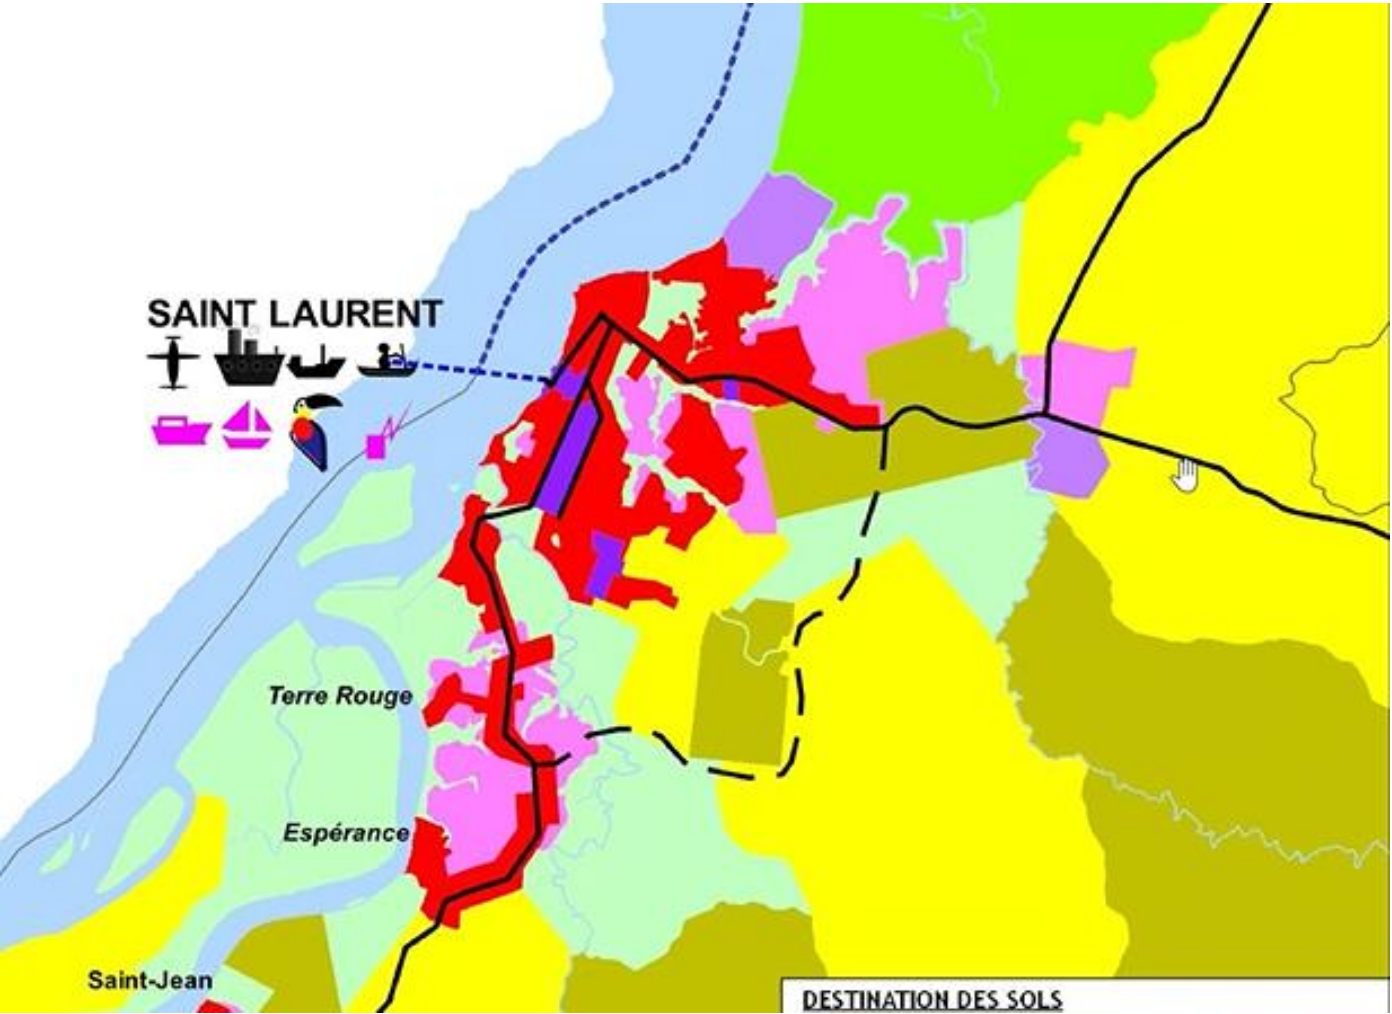 SAINT LAURENT
Terre Rouge
Espérance
Saint-Jean
DESTINATION DES SOLS